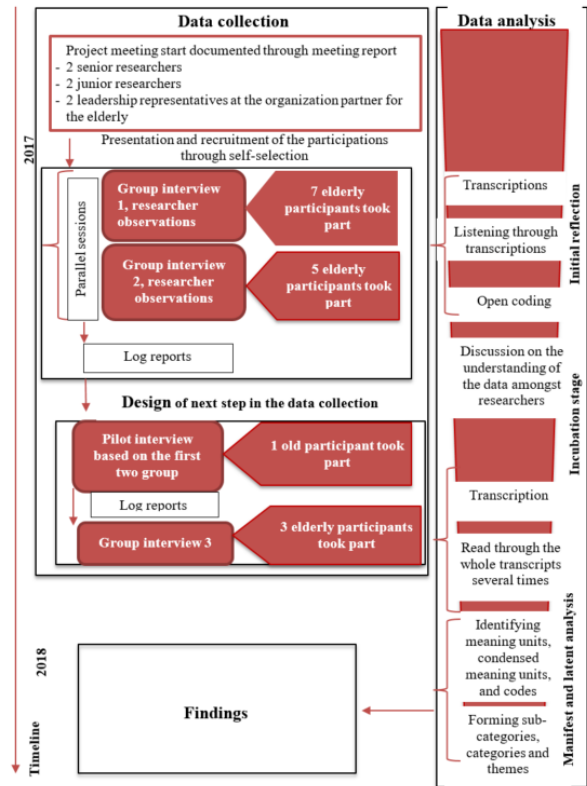 Data collection
Project meeting start documented through meeting report
- 2 senior researchers
- 2 junior researchers
- 2 leadership representatives at the organization partner for
the elderly
Presentation and recruitment of the participations
through self-selection
Parallel sessions
Group interview
1, researcher
observations
7 elderly
participants took
part
Group interview
2, researcher
observations
5 elderly
participants took
part
Log reports
Design of next step in the data collection
Pilot interview
based on the first
two group
1 old participant took
part
Log reports
Group interview 3
3 elderly participants
took part
Findings
2017
2018
Timeline
Data analysis
Transcriptions
Listening through
transcriptions
Open coding
Discussion on the
understanding of
the data amongst
researchers
Transcription
Read through the
whole transcripts
several times
Identifying
meaning units,
condensed
meaning units,
and codes
Forming sub-
categories,
categories and
themes
Initial reflection
Incubation stage
Manifest and latent analysis